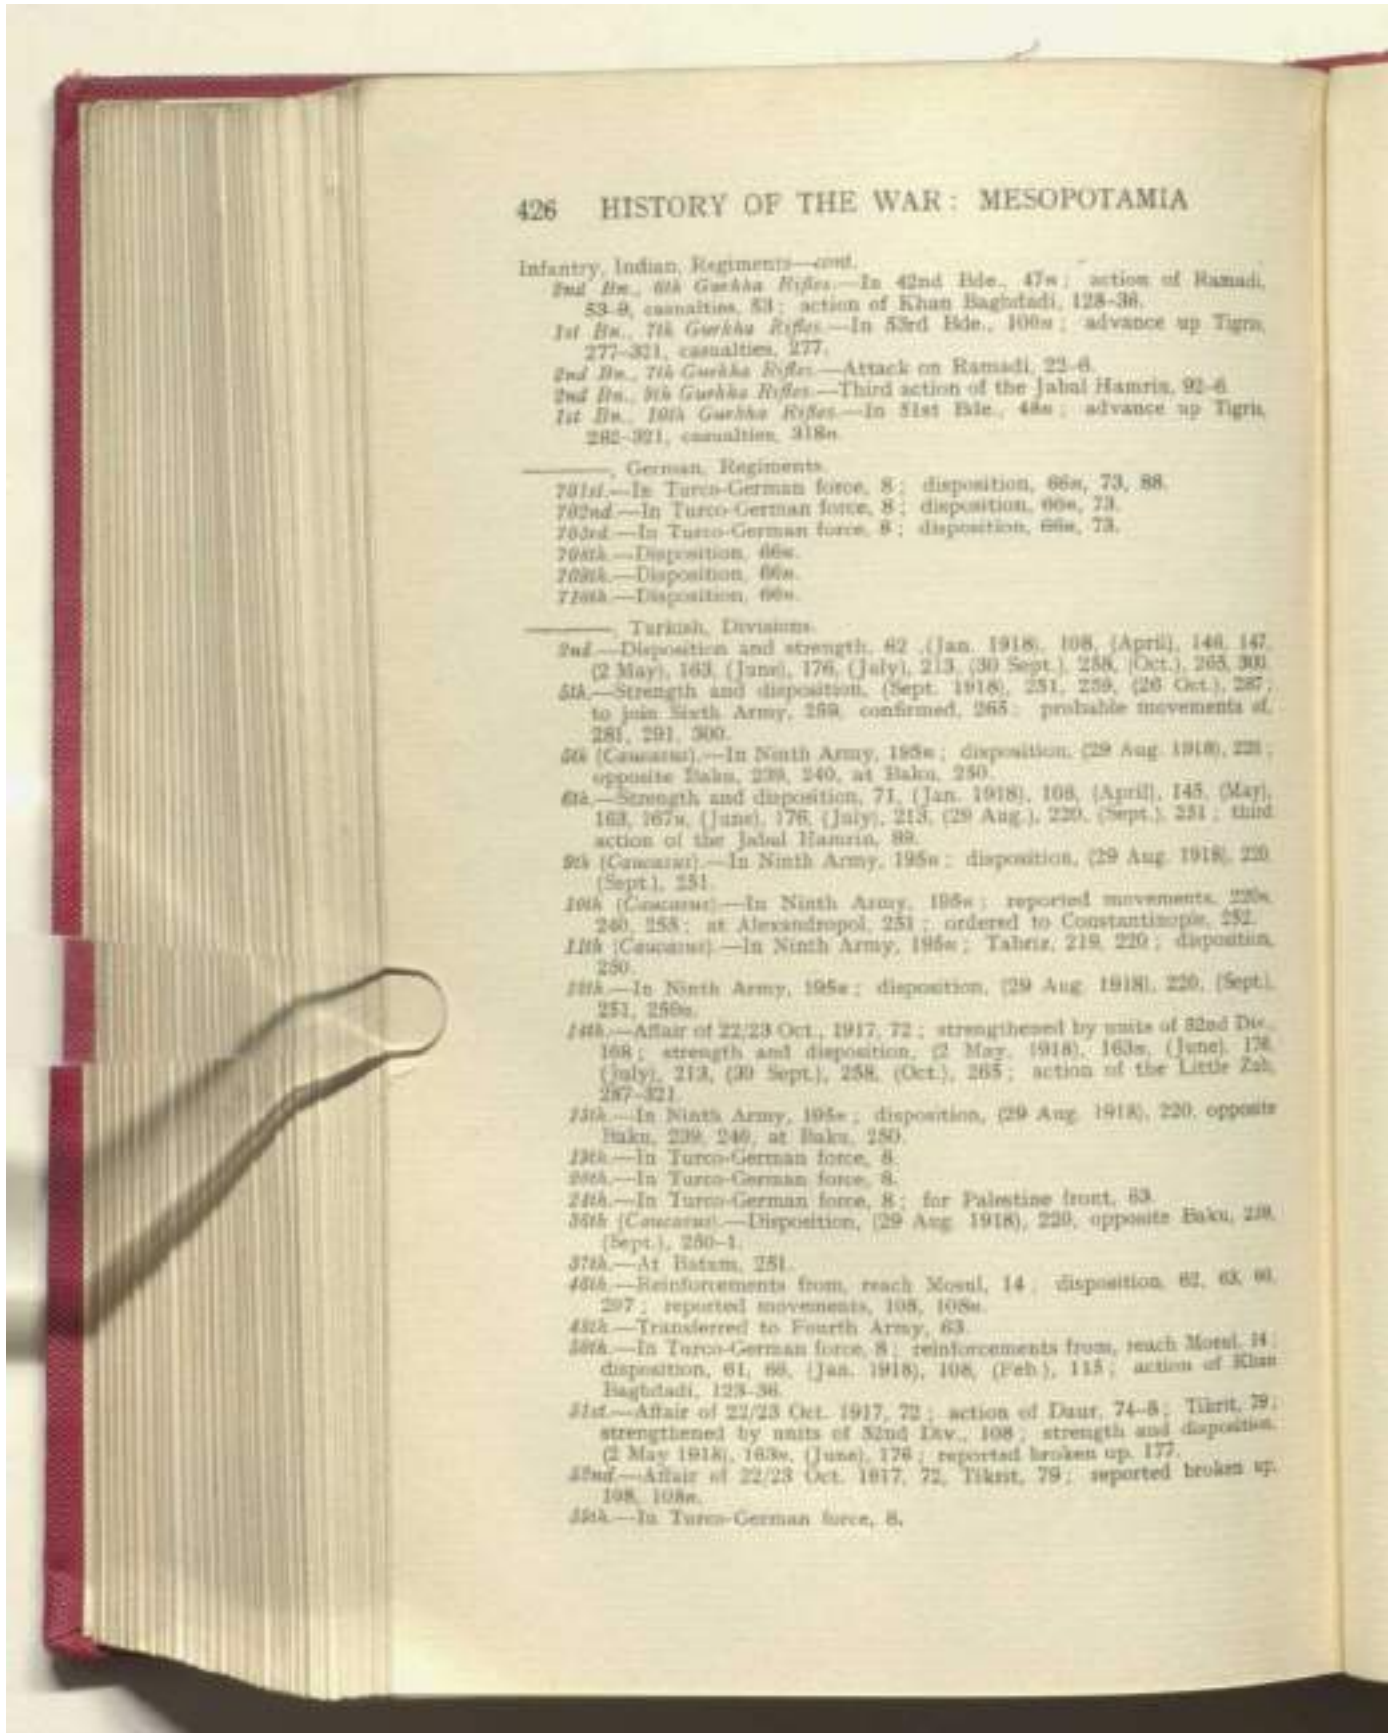 426 HISTORY OF THE WAR: MESOPOTAMIA
Infantry, Indian, Regiments—cont.
2nd Bn., 6th Gurkha Rifles.—In 42nd Bde., 47n; action of Ramadi,
53-9, casualties, 53; action of Khan Baghdadi, 128-36.
1st Bn., 7th Gurkha Rifles.—In 53rd Bde., 100n; advance up Tigris,
277-321, casualties, 277.
2nd Bn., 7th Gurkha Rifles.—Attack on Ramadi, 22-6.
2nd Bn., 9th Gurkha Rifles.—Third action of the Jabal Hamrin, 92-6.
1st Bn., 10th Gurkha Rifles.—In 51st Bde., 48n; advance up Tigris,
282-321, casualties, 318n.
———, German, Regiments.
701st.—In Turco-German force, 8; disposition, 66n, 73, 88.
702nd.—In Turco-German force, 8; disposition, 66n, 73.
703rd.—In Turco-German force, 8; disposition, 66n, 73.
—Disposition, 66n.
709th.—Disposition, 66n.
—Disposition, 66n.
———, Turkish, Divisions.
2nd.—Disposition and strength, 62, (Jan. 1918), 108, (April), 146, 147,
(2 May), 163, (June), 176, (July), 213, (30 Sept.), 258, (Oct.), 265, 300.
5th.—Strength and disposition, (Sept. 1918), 251, 259, (26 Oct.), 287;
to join Sixth Army, 259, confirmed, 265; probable movements of,
281, 291, 300.
5th (Caucasus).—In Ninth Army, 195n; disposition, (29 Aug. 1918), 220;
opposite Baku, 239, 240, at Baku, 250.
6th.—Strength and disposition, 71, (Jan. 1918), 108, (April), 145, (May),
163, 167n, (June), 176, (July), 213, (29 Aug.), 220, (Sept.), 251; third
action of the Jabal Hamrin, 89.
9th (Caucasus).—In Ninth Army, 195n; disposition, (29 Aug. 1918), 220,
(Sept.), 251.
10th (Caucasus).—In Ninth Army, 195n; reported movements, 220n,
240, 258; at Alexandropol, 251; ordered to Constantinople, 252.
11th (Caucasus).—In Ninth Army, 195n; Tabriz, 219, 220; disposition,
250.
12th.—In Ninth Army, 195n; disposition, (29 Aug. 1918), 220, (Sept.),
251, 259n.
14th.—Affair of 22/23 Oct., 1917, 72; strengthened by units of 52nd Div.,
108; strength and disposition, (2 May, 1918), 163n, (June), 176,
(July), 213, (30 Sept.), 258, (Oct.), 265; action of the Little Zab,
287-321.
15th.—In Ninth Army, 195n; disposition, (29 Aug. 1918), 220, opposite
Baku, 239, 240, at Baku, 250.
19th.—In Turco-German force, 8.
20th.—In Turco-German force, 8.
24th.—In Turco-German force, 8; for Palestine front, 63.
36th (Caucasus).—Disposition, (29 Aug. 1918), 220, opposite Baku, 239,
(Sept.), 250-1.
37th.—At Batum, 251.
46th.—Reinforcements from, reach Mosul, 14; disposition, 62, 63, 66,
297; reported movements, 108, 108n.
48th.—Transferred to Fourth Army, 63.
50th.—In Turco-German force, 8; reinforcements from, reach Mosul, 14;
disposition, 61, 66, (Jan. 1918), 108, (Feb.), 115; action of Khan
Baghdadi, 123-36.
51st.—Affair of 22/23 Oct. 1917, 72; action of Daur, 74-8; Tikrit, 79;
strengthened by units of 52nd Div., 108; strength and disposition,
(2 May 1918), 163n, (June), 176; reported broken up, 177.
52nd.—Affair of 22/23 Oct. 1917, 72, Tikrit, 79; reported broken up,
108, 108n.
—In Turco-German force, 8.